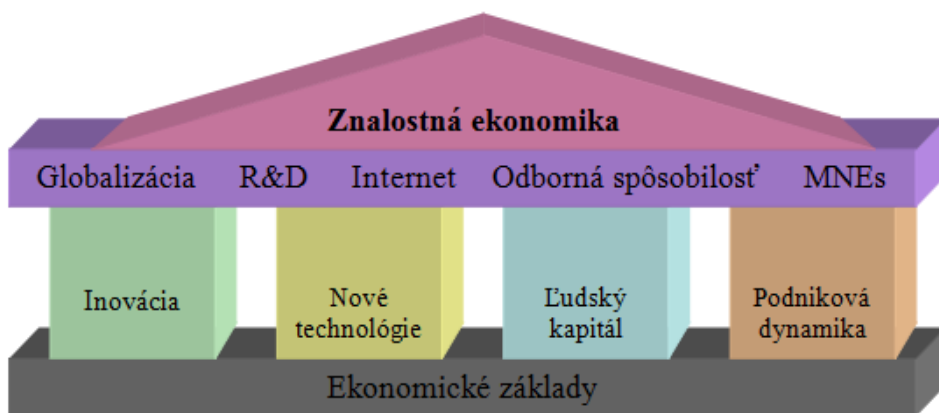 Znalostná ekonomika
Globalizácia R&D Internet Odborná spôsobilosť MNEs
Inovácia
Nové
technológie
Ľudský
kapitál
Podniková
dynamika
Ekonomické základy